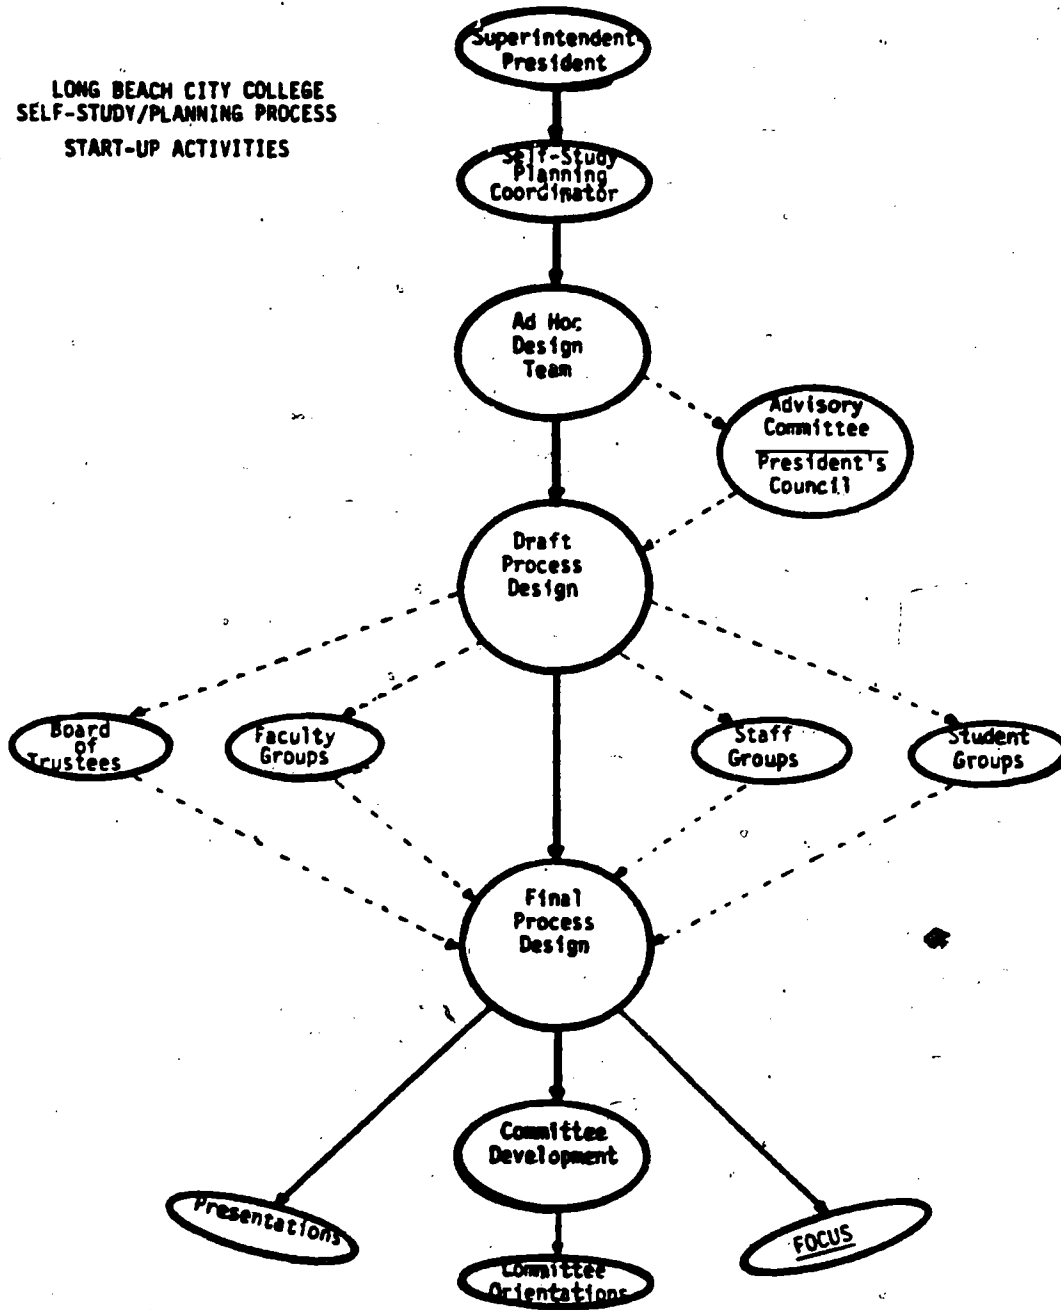 Superintendent
President
LONG BEACH CITY COLLEGE
SELF-STUDY/PLANNING PROCESS
START-UP ACTIVITIES
Self-Study
Planning
Coordinator
Ad Hoc
Design
Team
Advisory
Committee
President's
Council
Draft
Process
Design
Board
of
Trustees
Faculty
Groups
Staff
Groups
Student
Groups
Final
Process
Design
Committee
Development
Presentations
FOCUS
Committee
Orientations